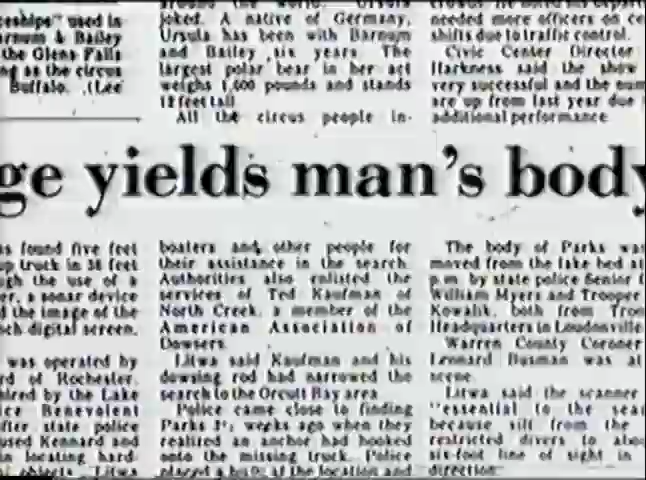 ceships" used in
arnum & Bailey
the Glens Falls
ng as the circus
Buffalo. (Lee
around the world. Ursula
joked. A native of Germany,
Ursula has been with Barnum
and Bailey six years. The
largest polar bear in her act
weighs 1,600 pounds and stands
12 feet tall.
All the circus people in-
needed more officers on ce
shifts due to traffic control.
Civic Center Director
Harkness said the show
very successful and the num
are up from last year due
additional performance
ge yields man's body
as found five feet
up truck in 38 feet
gh the use of a
er, a sonar device
d the image of the
ch digital screen.
was operated by
rd of Rochester,
hired by the Lake
ice Benevolent
after state police
used Kennard and
in locating hard-
objects," Litwa
boaters and other people for
their assistance in the search.
Authorities also enlisted the
services of Ted Kaufman of
North Creek, a member of the
American Association of
Dowsers.
Litwa said Kaufman and his
dowsing rod had narrowed the
search to the Orcutt Bay area
Police came close to finding
Parks weeks ago when they
realized an anchor had hooked
onto the missing truck. Police
placed a buoy at the location and
The body of Parks was
moved from the lake bed at
p.m. by state police Senior
William Myers and Trooper
Kowalik, both from Troo
Headquarters in Loudonville
Warren County Coroner
Leonard Busman was at
scene.
Litwa said the scanner
"essential to the sear
because silt from the
restricted divers to abo
six-foot line of sight in
direction.